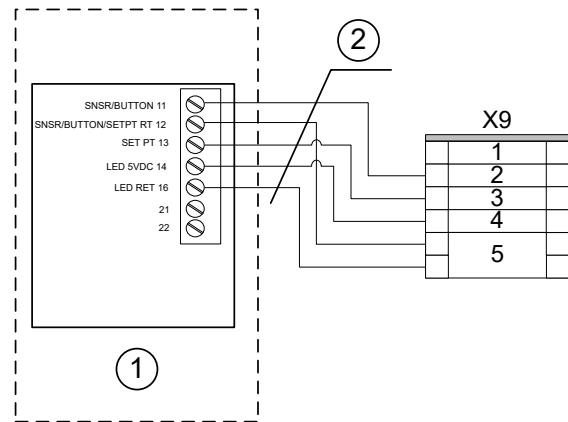 2
SNSR/BUTTON 11
SNSR/BUTTON/SETPT RT 12
SET PT 13
LED 5VDC 14
LED RET 16
21
22
1
X9
1
2
3
4
5